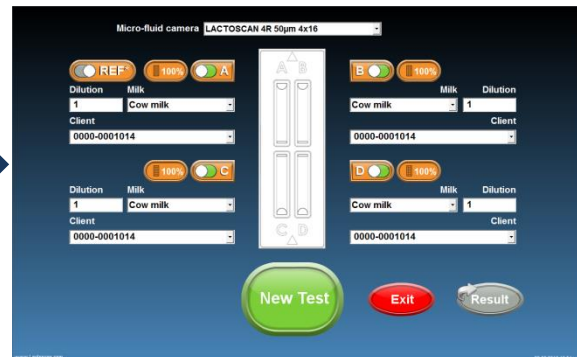 Micro-fluid camera LACTOSCAN 4R 50µm 4x16
REF* 100% A
A B
B 100%
Dilution Milk
1 Cow milk
Client
0000-0001014
Milk Dilution
Cow milk 1
Client
0000-0001014
100% C
D 100%
Dilution Milk
1 Cow milk
Client
0000-0001014
Milk Dilution
Cow milk 1
Client
0000-0001014
C D
New Test
Exit
Result